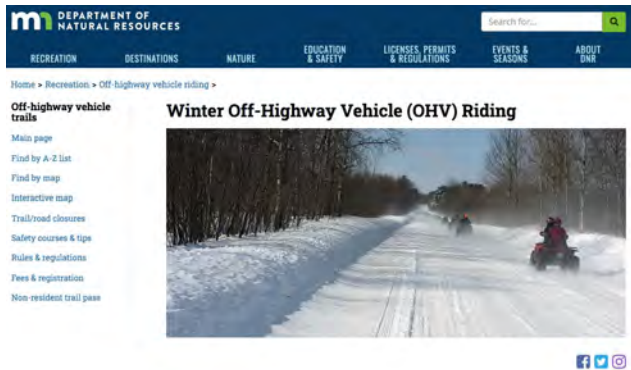 DEPARTMENT OF
NATURAL RESOURCES
Search for...
RECREATION
DESTINATIONS
NATURE
EDUCATION
& SAFETY
LICENSES, PERMITS
& REGULATIONS
EVENTS &
SEASONS
ABOUT
DNR
Home > Recreation > Off-highway vehicle riding >
Off-highway vehicle
trails
Main page
Find by A-Z list
Find by map
Interactive map
Trail/road closures
Safety courses & tips
Rules & regulations
Fees & registration
Non-resident trail pass
Winter Off-Highway Vehicle (OHV) Riding